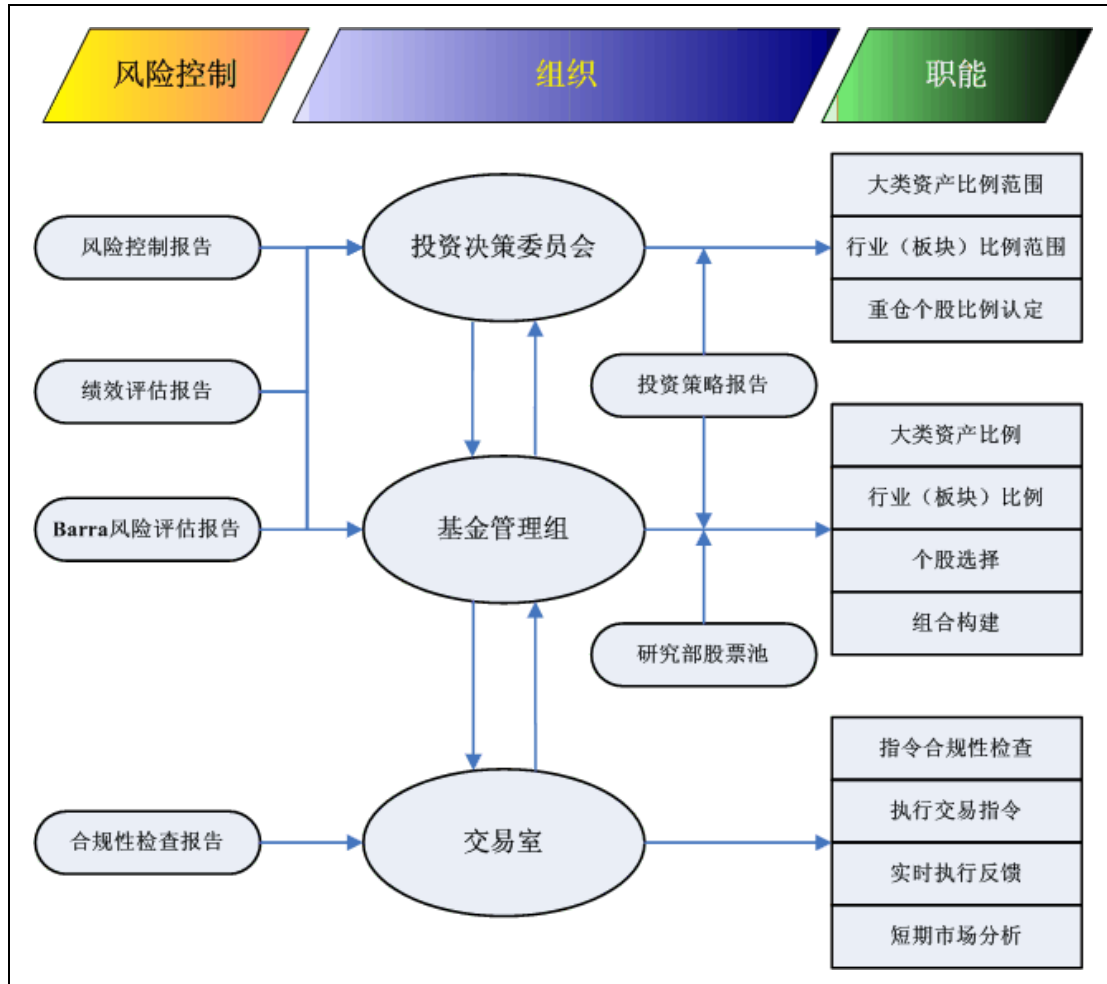 风险控制
组织
职能
大类资产比例范围
风险控制报告
投资决策委员会
行业（板块）比例范围
重仓个股比例认定
绩效评估报告
投资策略报告
大类资产比例
行业（板块）比例
Barra风险评估报告
基金管理组
个股选择
组合构建
研究部股票池
指令合规性检查
执行交易指令
合规性检查报告
交易室
实时执行反馈
短期市场分析